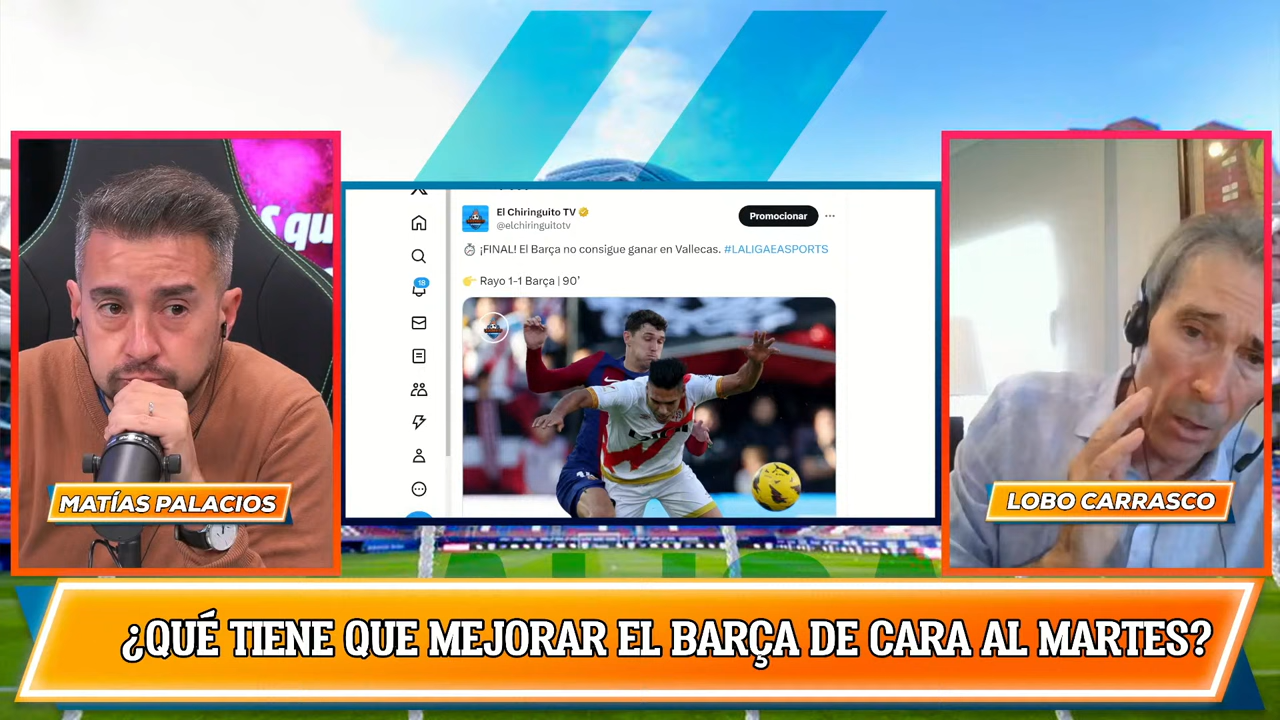 El Chiringuito TV
@elchiringuitotv
Promocionar
¡FINAL! El Barça no consigue ganar en Vallecas. #LALIGAEASPORTS
18
Rayo 1-1 Barça | 90'
MATÍAS PALACIOS
LOBO CARRASCO
¿QUÉ TIENE QUE MEJORAR EL BARÇA DE CARA AL MARTES?